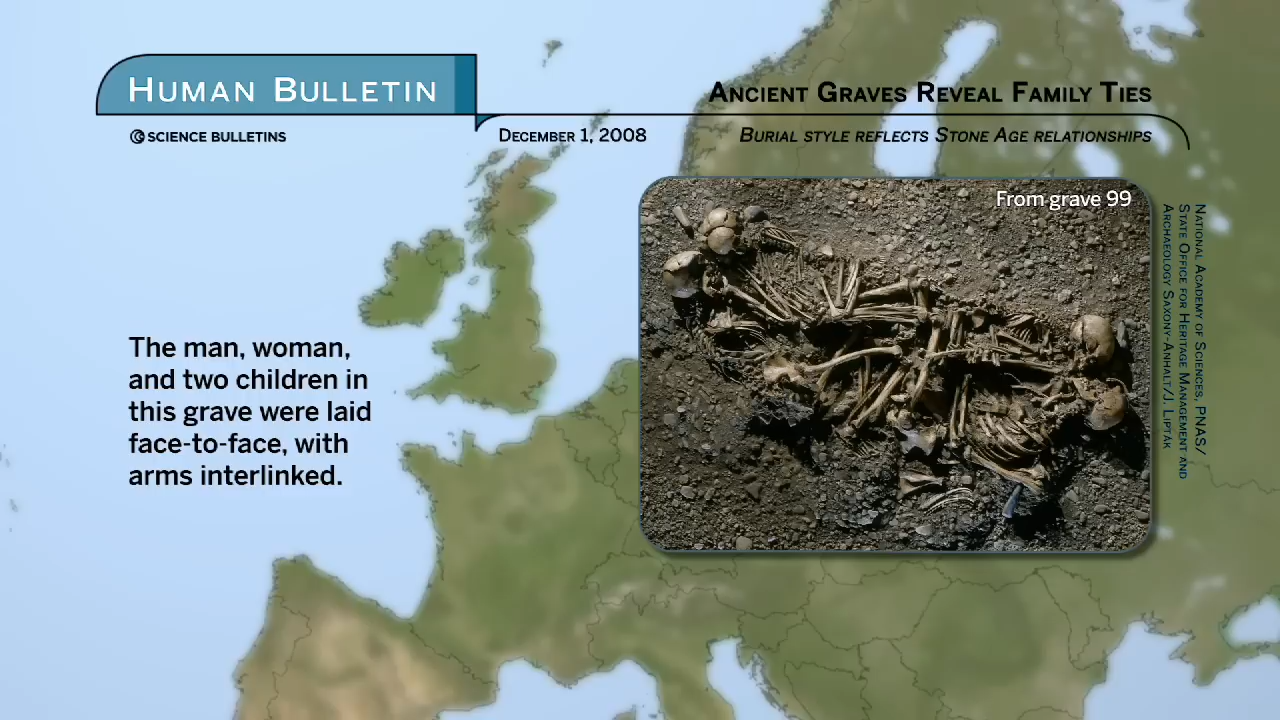 HUMAN BULLETIN
ANCIENT GRAVES REVEAL FAMILY TIES
SCIENCE BULLETINS
DECEMBER 1, 2008
BURIAL STYLE REFLECTS STONE AGE RELATIONSHIPS
From grave 99
The man, woman,
and two children in
this grave were laid
face-to-face, with
arms interlinked.
NATIONAL ACADEMY OF SCIENCES, PNAS/
STATE OFFICE FOR HERITAGE MANAGEMENT AND
ARCHAEOLOGY SAXONY-ANHALT/J. LIPTÁK